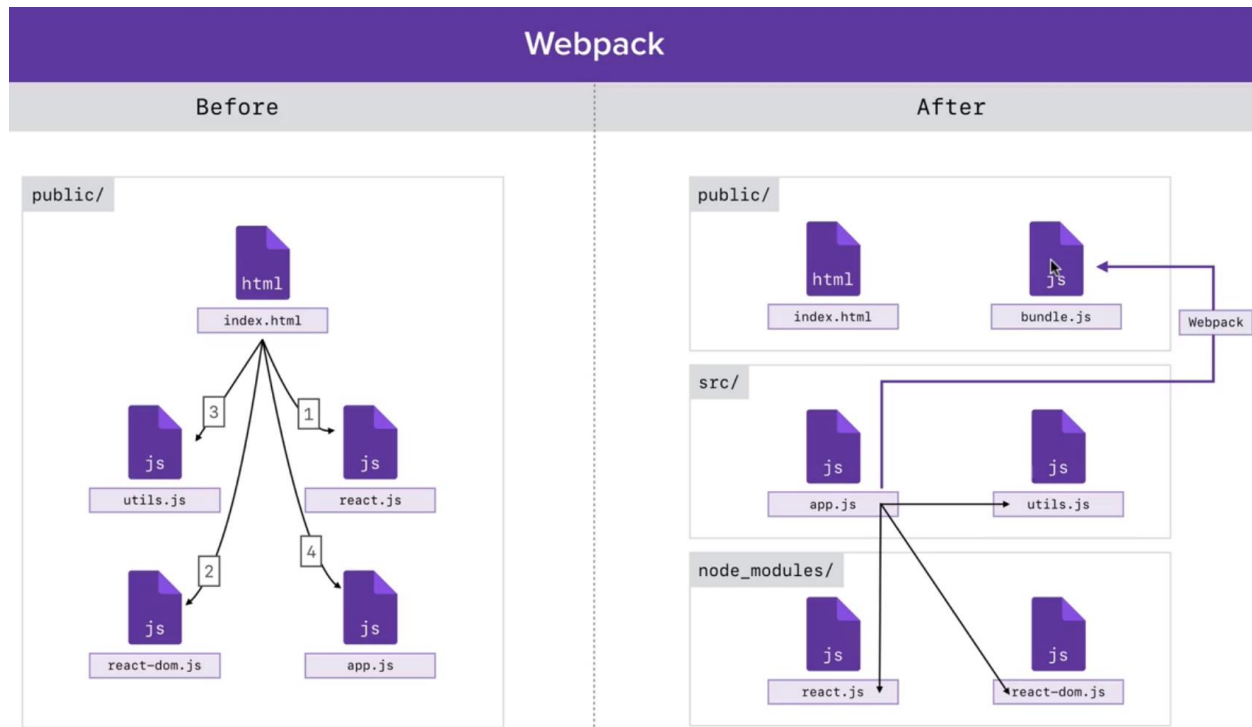 Webpack
Before
After
public/
html
index.html
3
1
js
utils.js
js
react.js
2
4
js
react-dom.js
js
app.js
public/
html
index.html
js
bundle.js
Webpack
src/
js
app.js
js
utils.js
node_modules/
js
react.js
js
react-dom.js